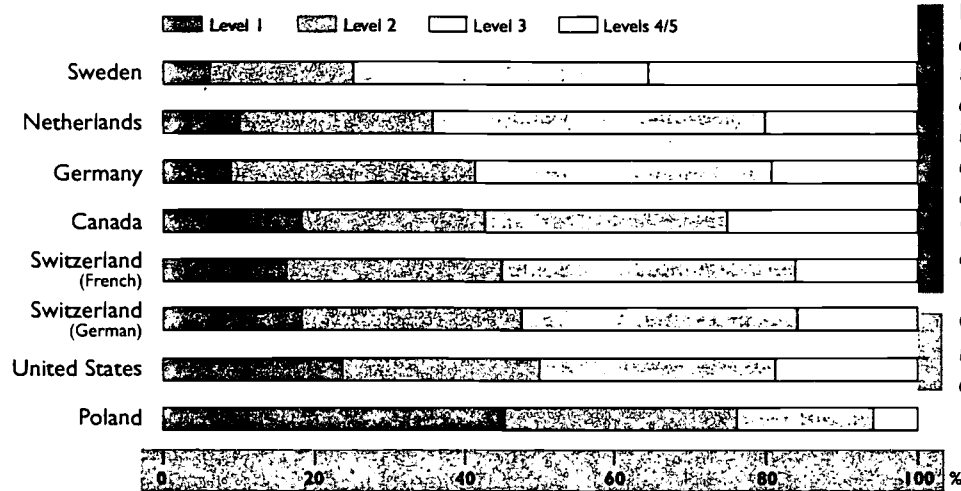 Level 1 Level 2 Level 3 Levels 4/5
Sweden
Netherlands
Germany
Canada
Switzerland
(French)
Switzerland
(German)
United States
Poland
0 20 40 60 80 100 %